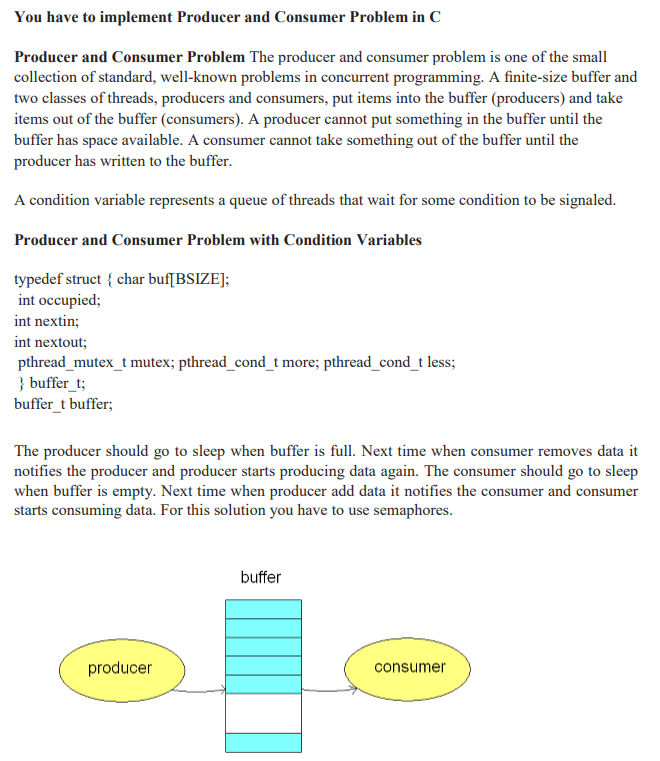 You have to implement Producer and Consumer Problem in C
Producer and Consumer Problem The producer and consumer problem is one of the small
collection of standard, well-known problems in concurrent programming. A finite-size buffer and
two classes of threads, producers and consumers, put items into the buffer (producers) and take
items out of the buffer (consumers). A producer cannot put something in the buffer until the
buffer has space available. A consumer cannot take something out of the buffer until the
producer has written to the buffer.
A condition variable represents a queue of threads that wait for some condition to be signaled.
Producer and Consumer Problem with Condition Variables
typedef struct { char buf[BSIZE];
int occupied;
int nextin;
int nextout;
pthread_mutex_t mutex; pthread_cond_t more; pthread_cond_t less;
} buffer_t;
buffer_t buffer;
The producer should go to sleep when buffer is full. Next time when consumer removes data it
notifies the producer and producer starts producing data again. The consumer should go to sleep
when buffer is empty. Next time when producer add data it notifies the consumer and consumer
starts consuming data. For this solution you have to use semaphores.
buffer
producer
consumer